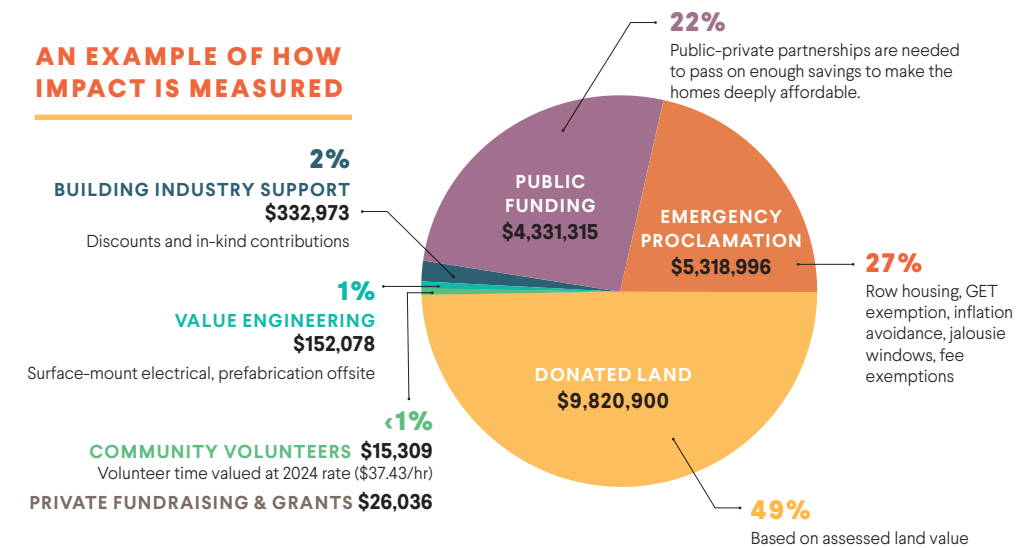 AN EXAMPLE OF HOW
IMPACT IS MEASURED
22%
Public-private partnerships are needed
to pass on enough savings to make the
homes deeply affordable.
2%
BUILDING INDUSTRY SUPPORT
$332,973
Discounts and in-kind contributions
PUBLIC
FUNDING
$4,331,315
EMERGENCY
PROCLAMATION
$5,318,996
27%
Row housing, GET
exemption, inflation
avoidance, jalousie
windows, fee
exemptions
1%
VALUE ENGINEERING
$152,078
Surface-mount electrical, prefabrication offsite
DONATED LAND
$9,820,900
<1%
COMMUNITY VOLUNTEERS $15,309
Volunteer time valued at 2024 rate ($37.43/hr)
PRIVATE FUNDRAISING & GRANTS $26,036
49%
Based on assessed land value